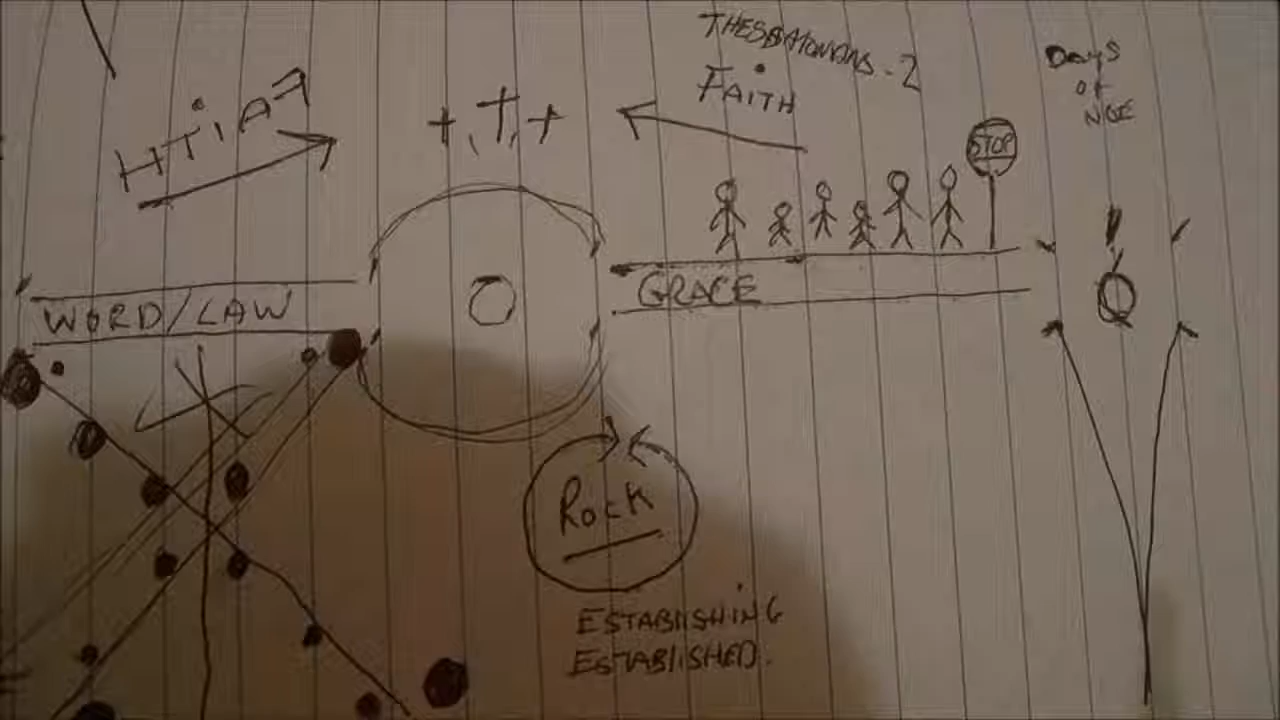 THESSALONIANS-2
FAITH
HTIAF
STOP
Days
of
NOE
WORD/LAW
GRACE
ROCK
ESTABLISHING
ESTABLISHED.